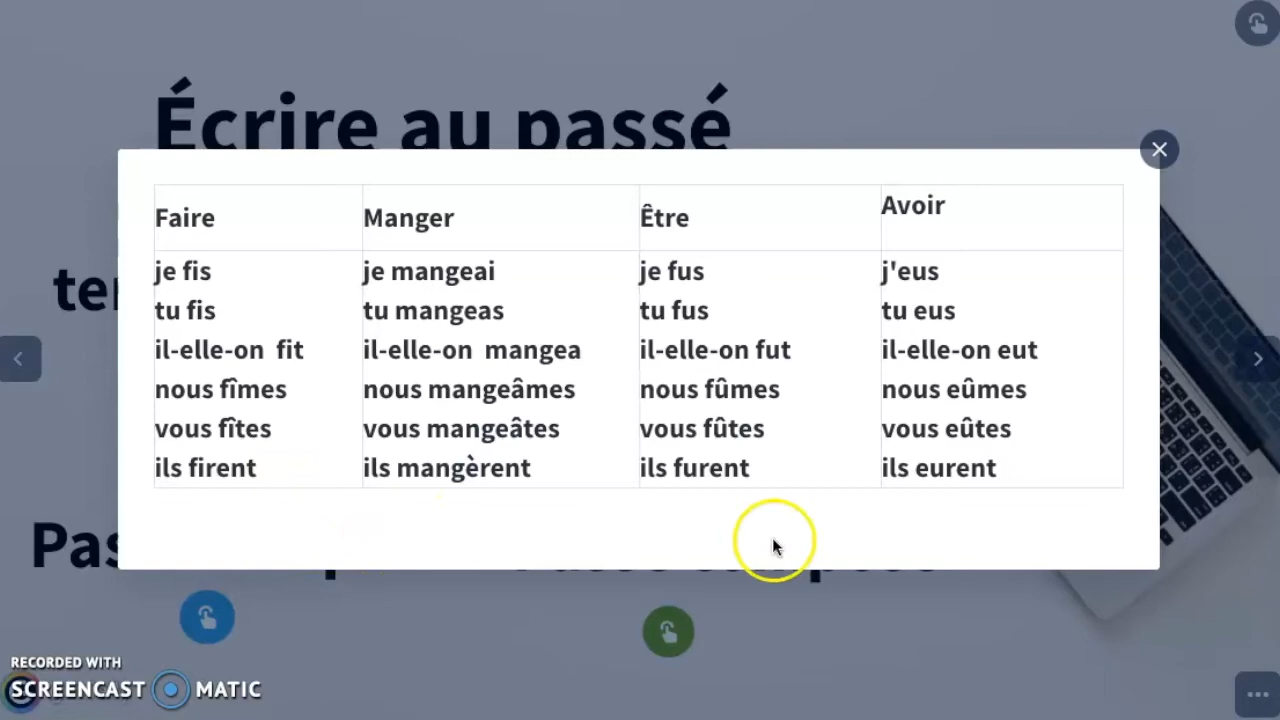 Écrire au passé
Faire
Manger
Être
Avoir
je fis
tu fis
il-elle-on fit
nous fîmes
vous fîtes
ils firent
je mangeai
tu mangeas
il-elle-on mangea
nous mangeâmes
vous mangeâtes
ils mangèrent
je fus
tu fus
il-elle-on fut
nous fûmes
vous fûtes
ils furent
j'eus
tu eus
il-elle-on eut
nous eûmes
vous eûtes
ils eurent
RECORDED WITH
SCREENCAST MATIC